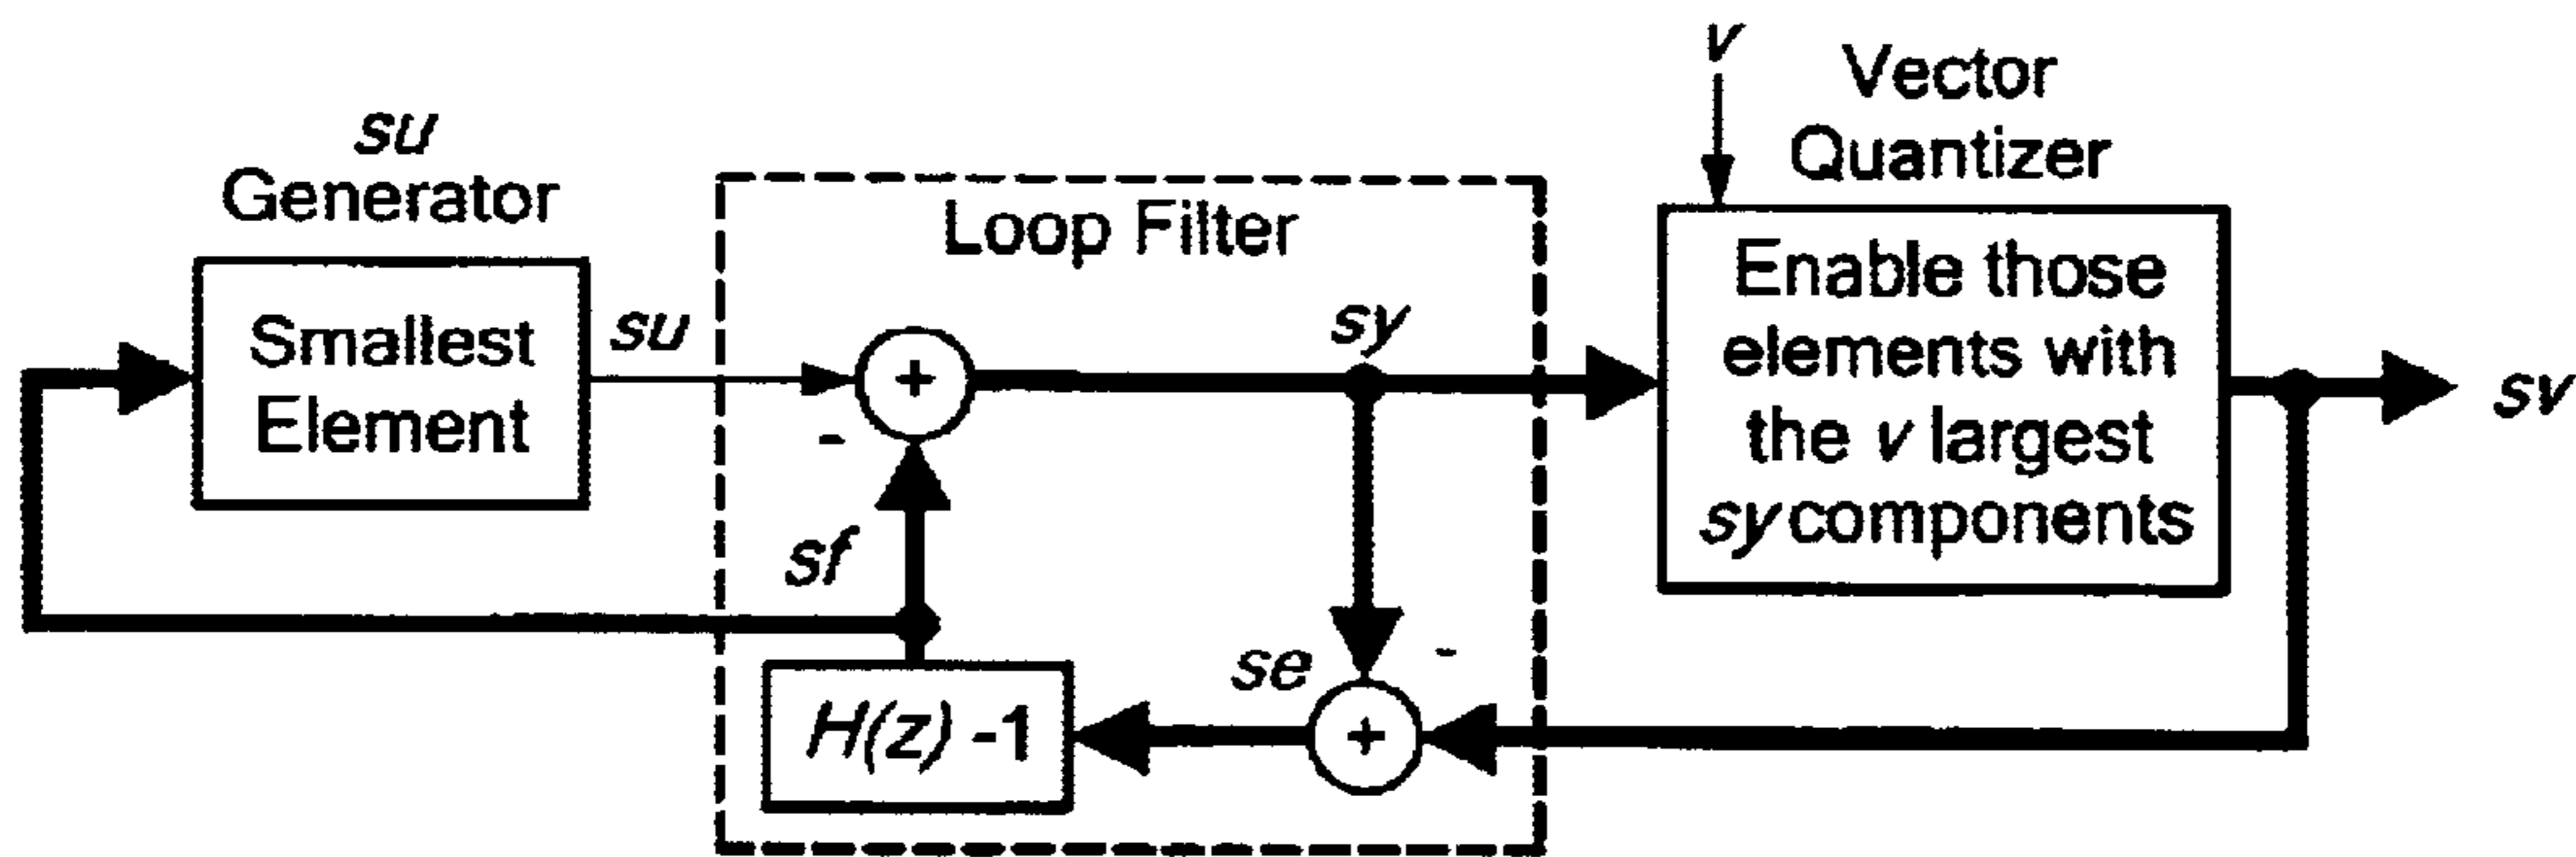 su
Generator
Smallest
Element
su
Loop Filter
+
-
sf
H(z) -1
sy
se
-
+
v
Vector
Quantizer
Enable those
elements with
the v largest
sy components
sv